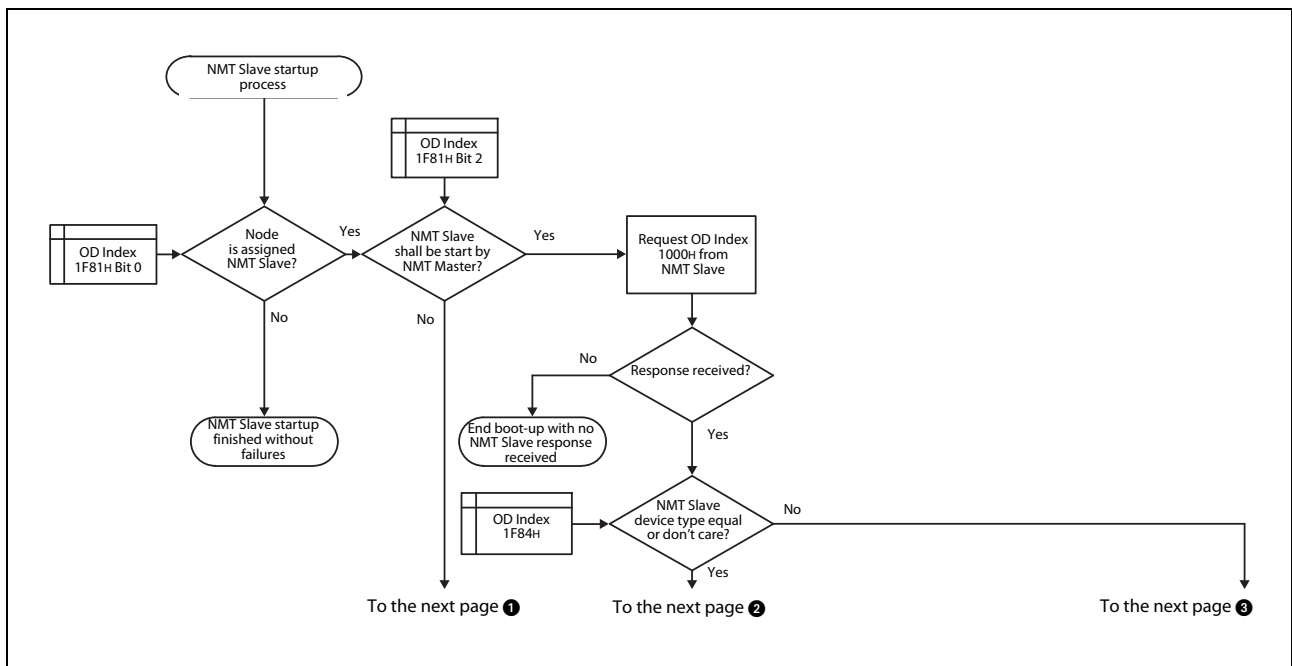 NMT Slave startup
process
OD Index
1F81H Bit 2
OD Index
1F81H Bit 0
Node
is assigned
NMT Slave?
Yes
No
NMT Slave
shall be start by
NMT Master?
Yes
No
Request OD Index
1000H from
NMT Slave
Response received?
No
Yes
NMT Slave startup
finished without
failures
End boot-up with no
NMT Slave response
received
OD Index
1F84H
NMT Slave
device type equal
or don't care?
No
Yes
To the next page ❶
To the next page ❷
To the next page ❸